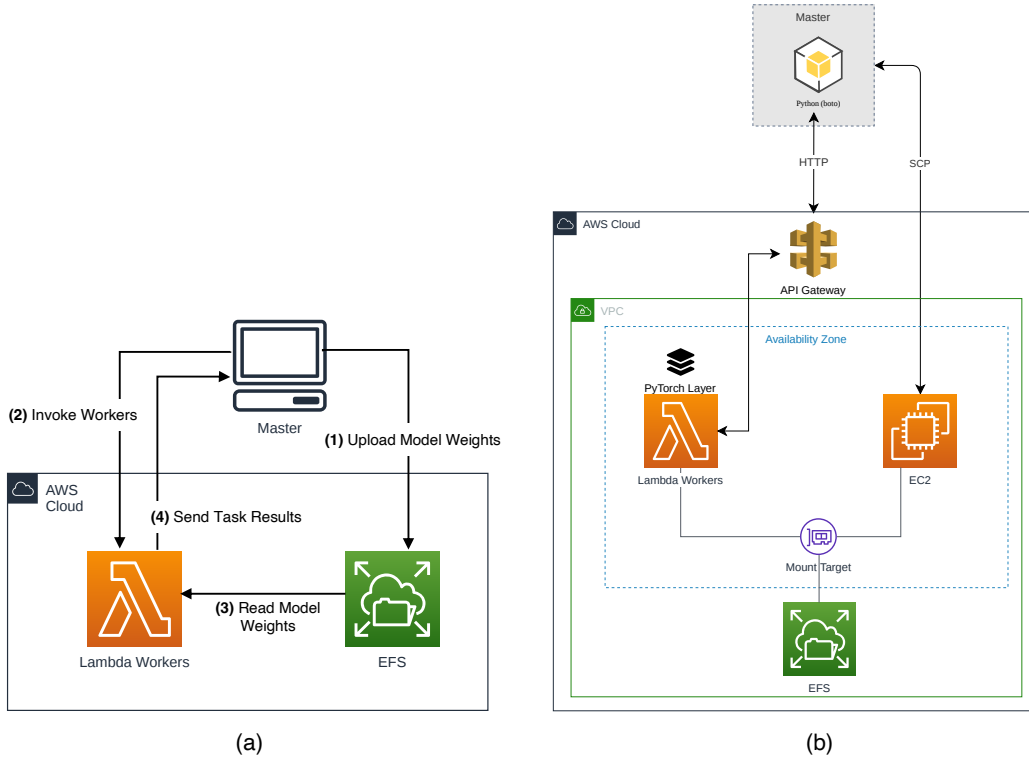 (2) Invoke Workers
Master
(1) Upload Model Weights
AWS
Cloud
(4) Send Task Results
(3) Read Model
Weights
Lambda Workers
EFS
(a)
Master
Python (boto)
HTTP
SCP
AWS Cloud
API Gateway
VPC
Availability Zone
PyTorch Layer
Lambda Workers
EC2
Mount Target
EFS
(b)